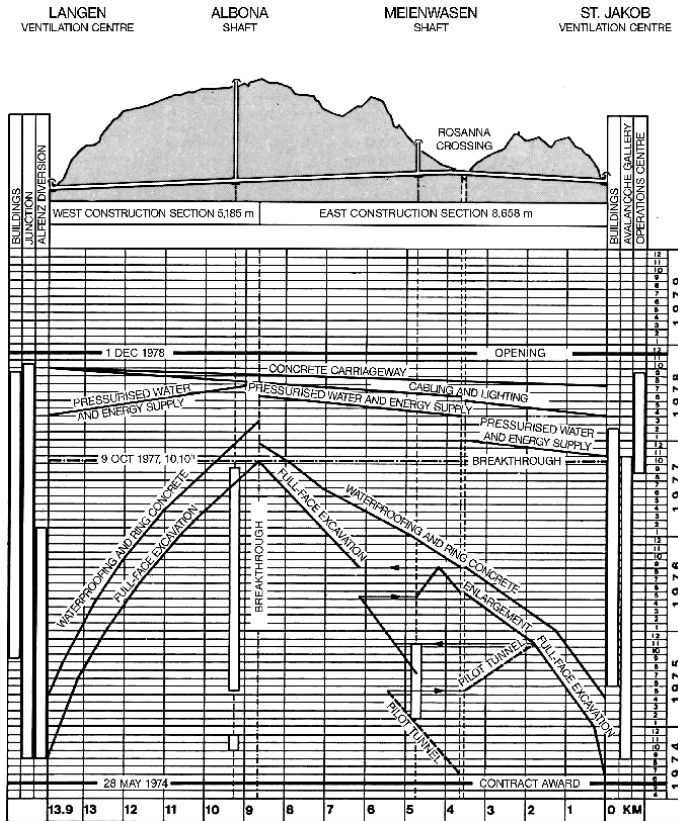 LANGEN
VENTILATION CENTRE
ALBONA
SHAFT
MEIENWASEN
SHAFT
ST. JAKOB
VENTILATION CENTRE
ROSANNA
CROSSING
BUILDINGS
JUNCTION
ALFENZ DIVERSION
WEST CONSTRUCTION SECTION 5,185 m
EAST CONSTRUCTION SECTION 8,658 m
BUILDINGS
AVALANCCHE GALLERY
OPERATIONS CENTRE
1 DEC 1978
OPENING
CONCRETE CARRIAGEWAY
CABLING AND LIGHTING
PRESSURISED WATER
AND ENERGY SUPPLY
PRESSURISED WATER AND ENERGY SUPPLY
PRESSURISED WATER
AND ENERGY SUPPLY
9 OCT 1977, 10.10
BREAKTHROUGH
WATERPROOFING AND RING CONCRETE
FULL-FACE EXCAVATION
BREAKTHROUGH
FULL-FACE EXCAVATION
WATERPROOFING AND RING CONCRETE
ENLARGEMENT
PILOT TUNNEL
FULL-FACE EXCAVATION
PILOT TUNNEL
28 MAY 1974
CONTRACT AWARD
1979
1978
1977
1976
1975
1974
13.9 13 12 11 10 9 8 7 6 5 4 3 2 1 0 KM